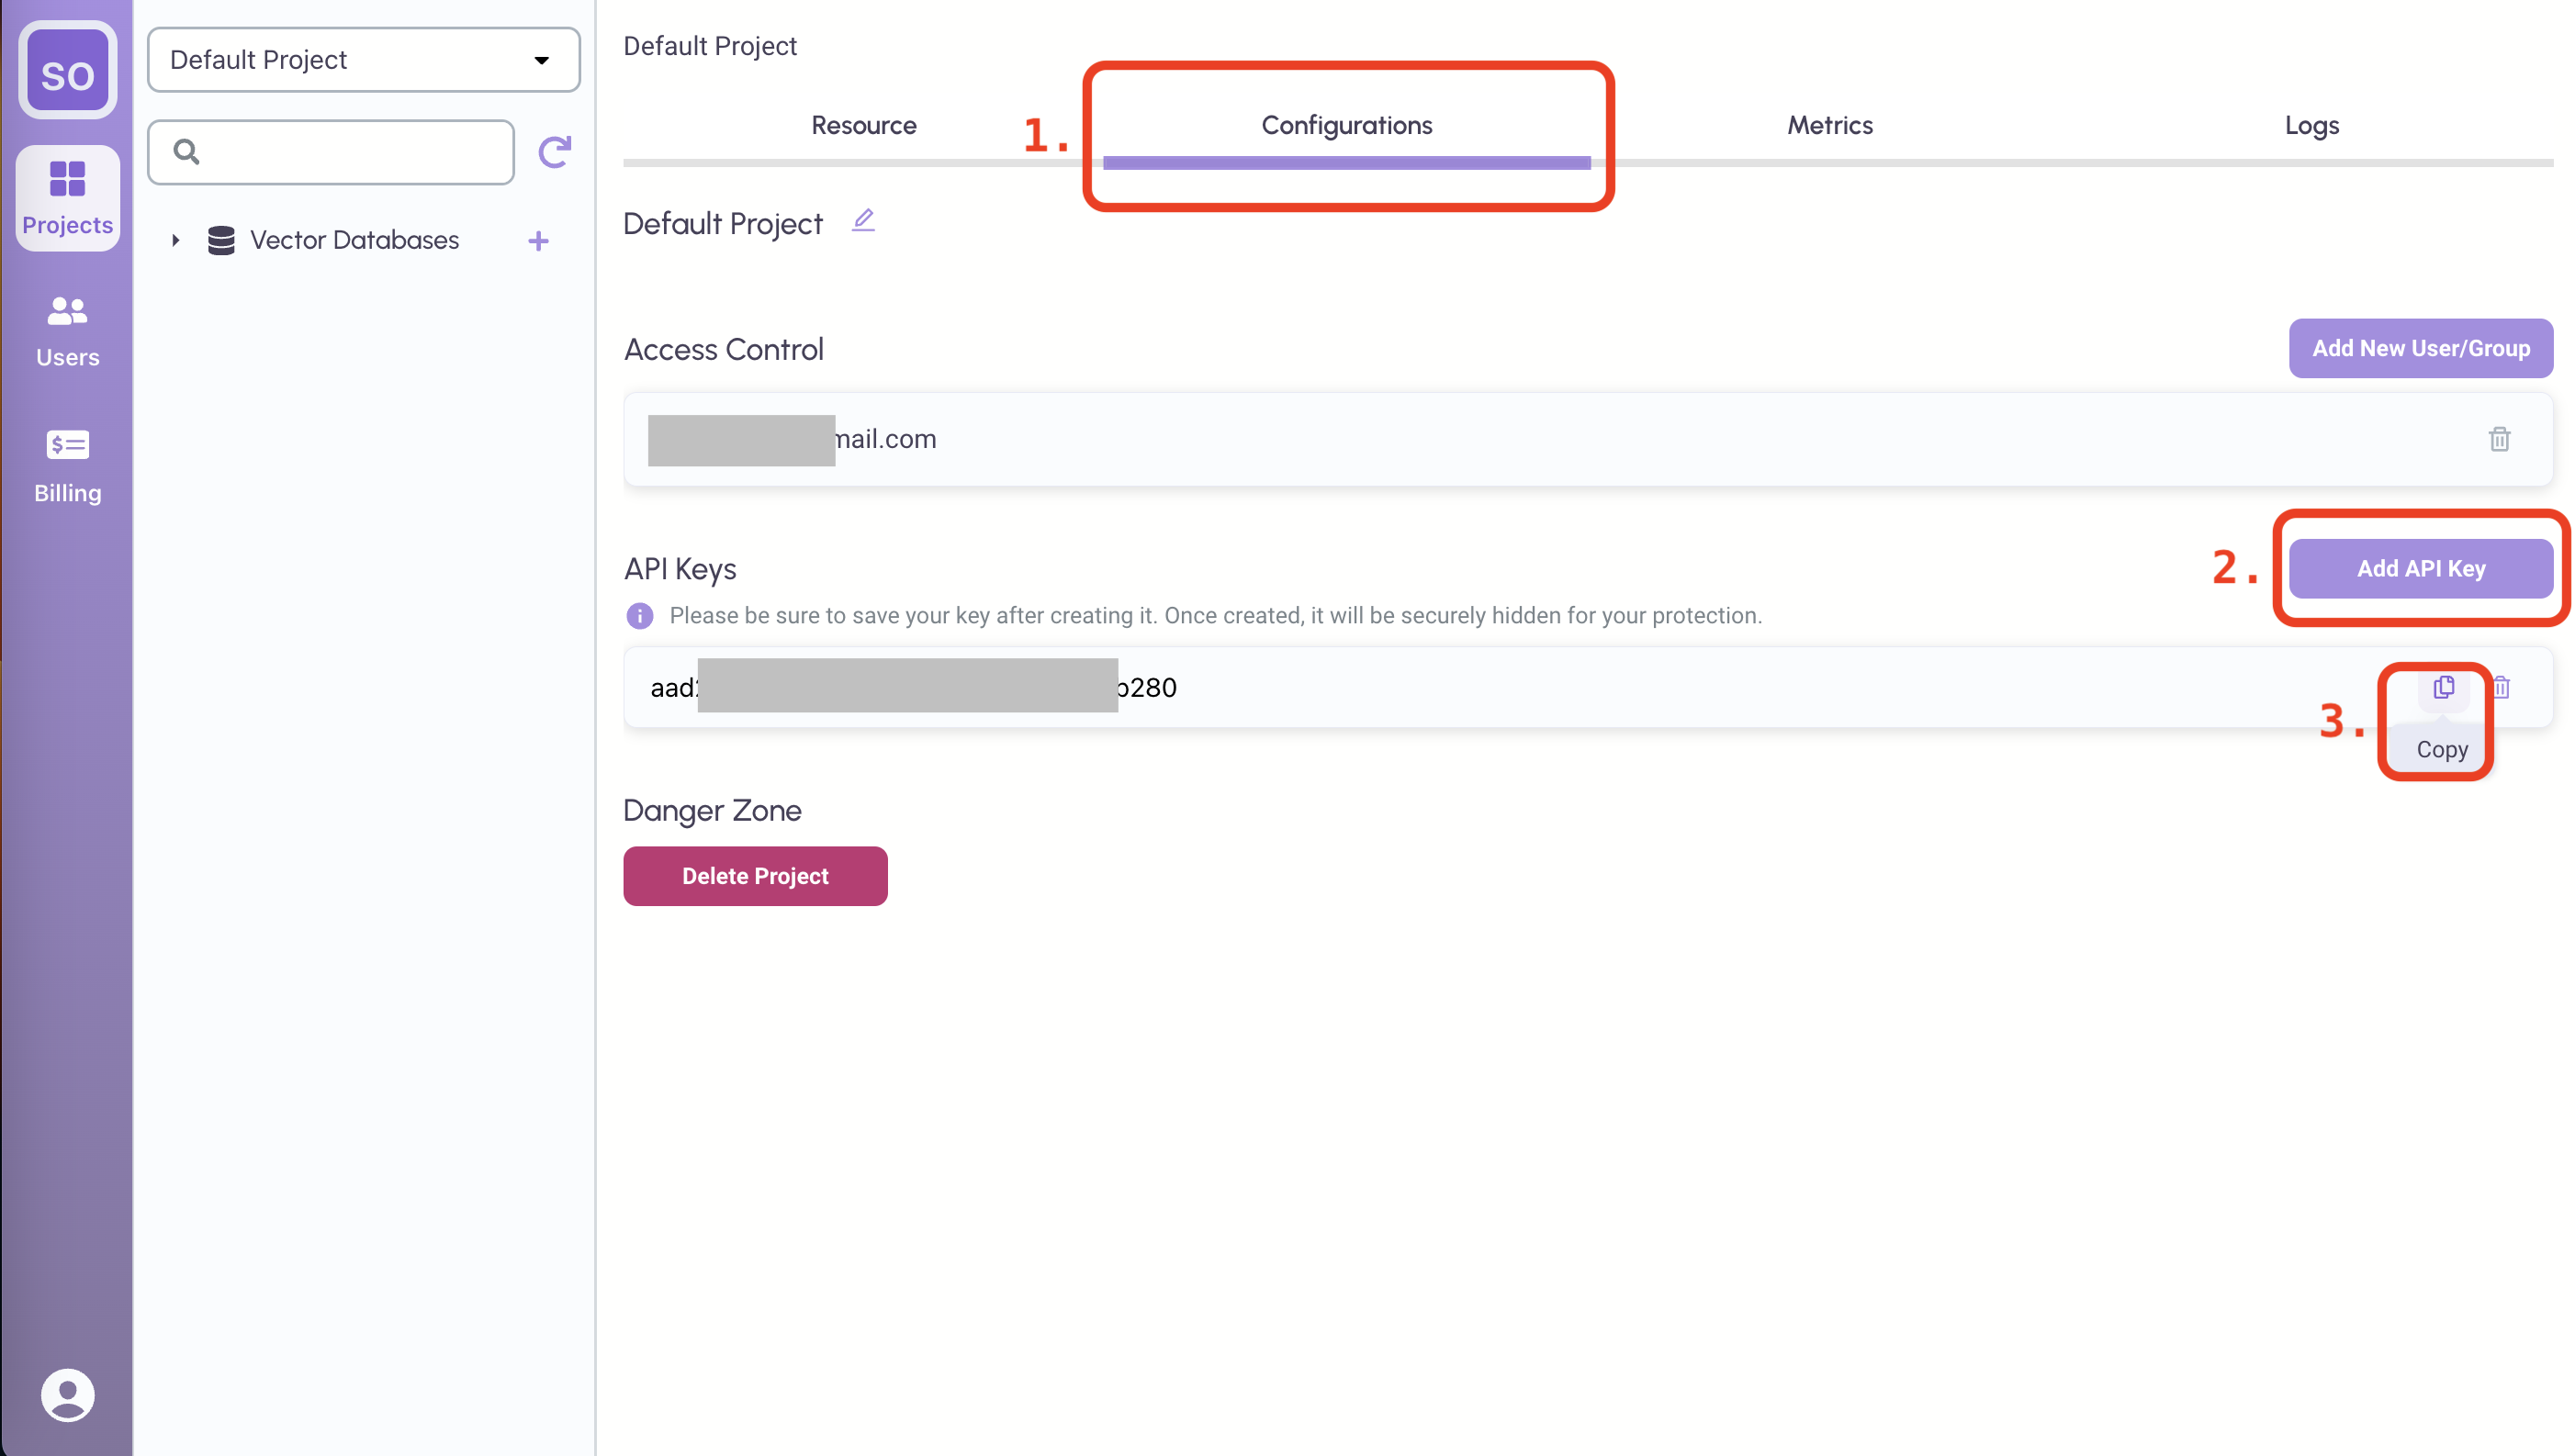 SO
Projects
Users
Billing
Default Project
Vector Databases
Default Project
Resource
1.
Configurations
Metrics
Logs
Default Project
Access Control
Add New User/Group
mail.com
API Keys
2.
Add API Key
Please be sure to save your key after creating it. Once created, it will be securely hidden for your protection.
aad b280
3.
Copy
Danger Zone
Delete Project